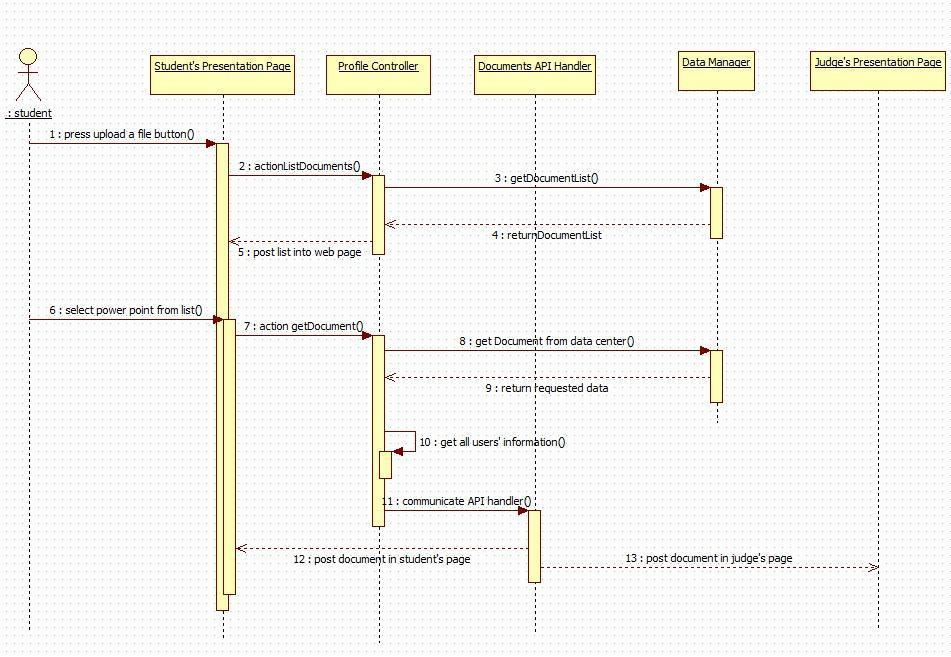 Student's Presentation Page
Profile Controller
Documents API Handler
Data Manager
Judge's Presentation Page
: student
1 : press upload a file button()
2 : actionListDocuments()
3 : getDocumentList()
4 : returnDocumentList
5 : post list into web page
6 : select power point from list()
7 : action getDocument()
8 : get Document from data center()
9 : return requested data
10 : get all users' information()
11 : communicate API handler()
12 : post document in student's page
13 : post document in judge's page